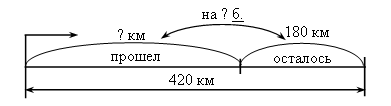 на ? б.
? км 180 км
прошел осталось
420 км